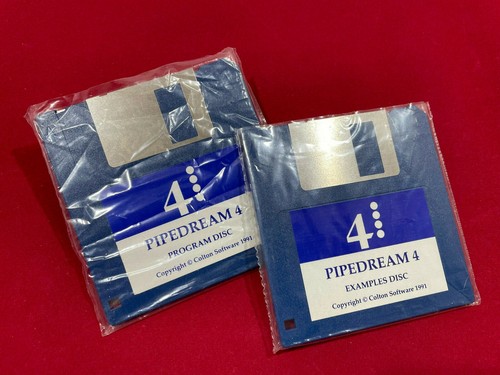 4
PIPEDREAM 4
PROGRAM DISC
Copyright © Colton Software 1991
4
PIPEDREAM 4
EXAMPLES DISC
Copyright © Colton Software 1991